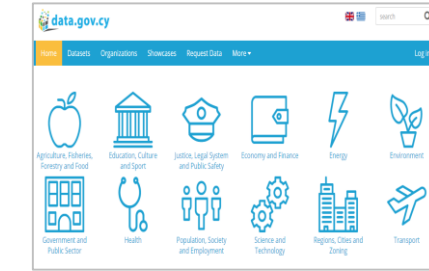 data.gov.cy
search
Home Datasets Organizations Showcases Request Data More Log in
Agriculture, Fisheries,
Forestry and Food
Education, Culture
and Sport
Justice, Legal System
and Public Safety
Economy and Finance
Energy
Environment
Government and
Public Sector
Health
Population, Society
and Employment
Science and
Technology
Regions, Cities and
Zoning
Transport